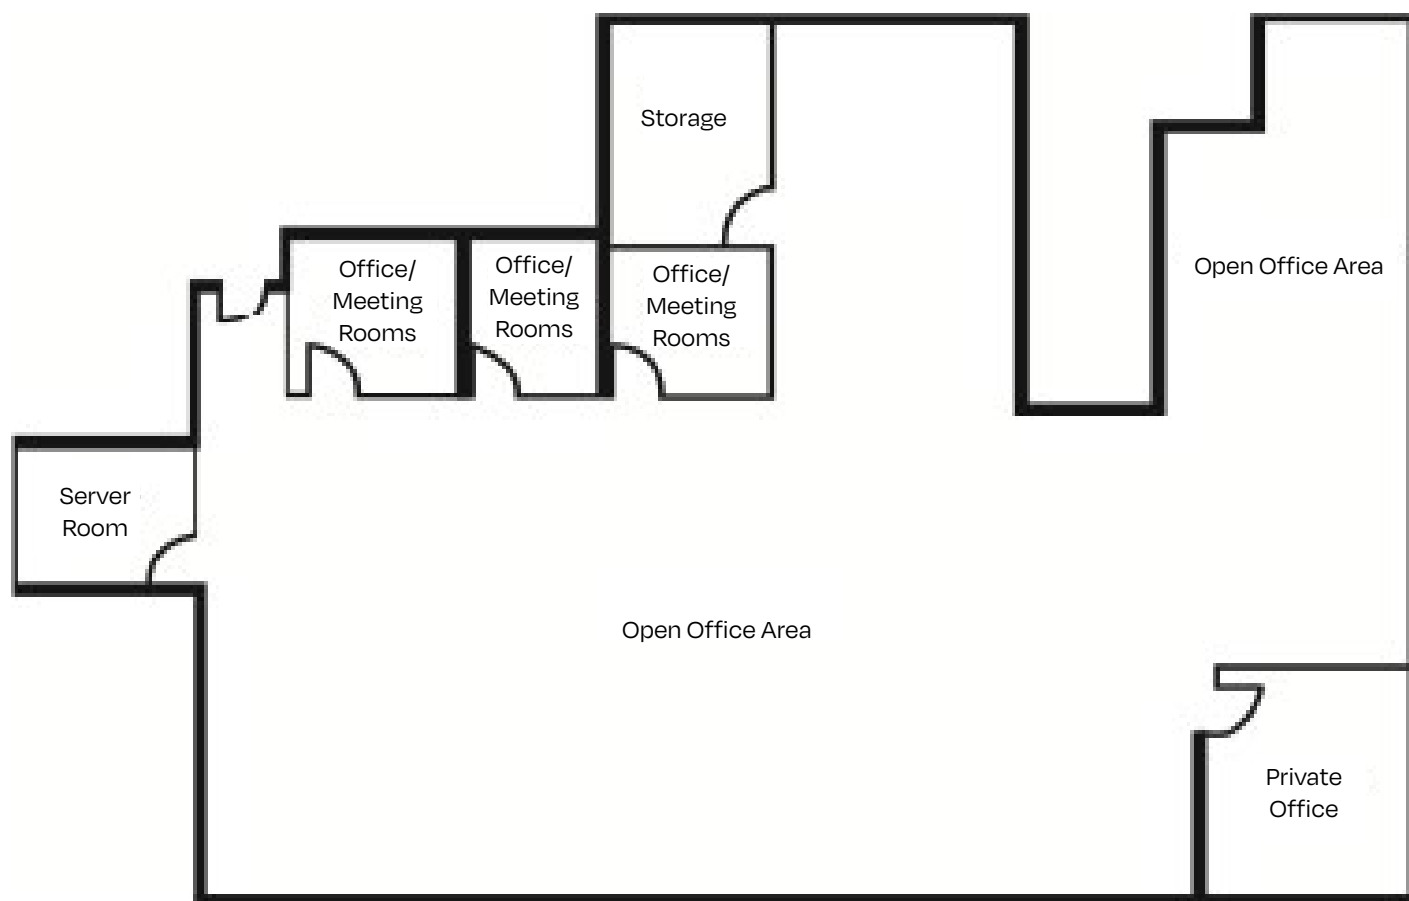 Storage
Office/
Meeting
Rooms
Office/
Meeting
Rooms
Office/
Meeting
Rooms
Open Office Area
Server
Room
Open Office Area
Private
Office